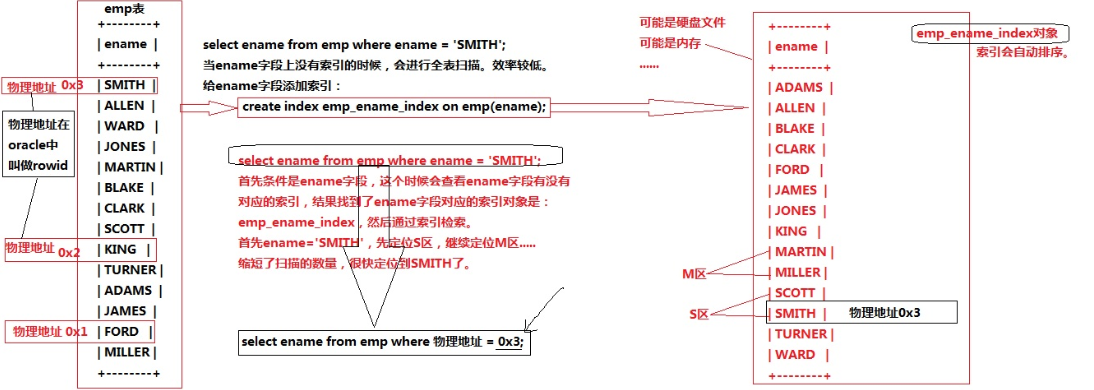 emp表
+---------+
| ename |
+---------+
| SMITH |
| ALLEN |
| WARD |
| JONES |
| MARTIN |
| BLAKE |
| CLARK |
| SCOTT |
| KING |
| TURNER|
| ADAMS |
| JAMES |
| FORD |
| MILLER |
+---------+
物理地址 0x3
物理地址在
oracle中
叫做rowid
物理地址 0x2
物理地址 0x1
select ename from emp where ename = 'SMITH';
当ename字段上没有索引的时候,会进行全表扫描。效率较低。
给ename字段添加索引:
create index emp_ename_index on emp(ename);
select ename from emp where ename = 'SMITH';
首先条件是ename字段,这个时候会查看ename字段有没有
对应的索引,结果找到了ename字段对应的索引对象是:
emp_ename_index,然后通过索引检索。
首先ename='SMITH',先定位S区,继续定位M区.....
缩短了扫描的数量,很快定位到SMITH了。
select ename from emp where 物理地址 = 0x3;
可能是硬盘文件
可能是内存
......
+---------+
| ename |
+---------+
| ADAMS |
| ALLEN |
| BLAKE |
| CLARK |
| FORD |
| JAMES |
| JONES |
| KING |
| MARTIN |
| MILLER |
| SCOTT |
| SMITH | 物理地址0x3
| TURNER |
| WARD |
+---------+
M区
S区
emp_ename_index对象
索引会自动排序。